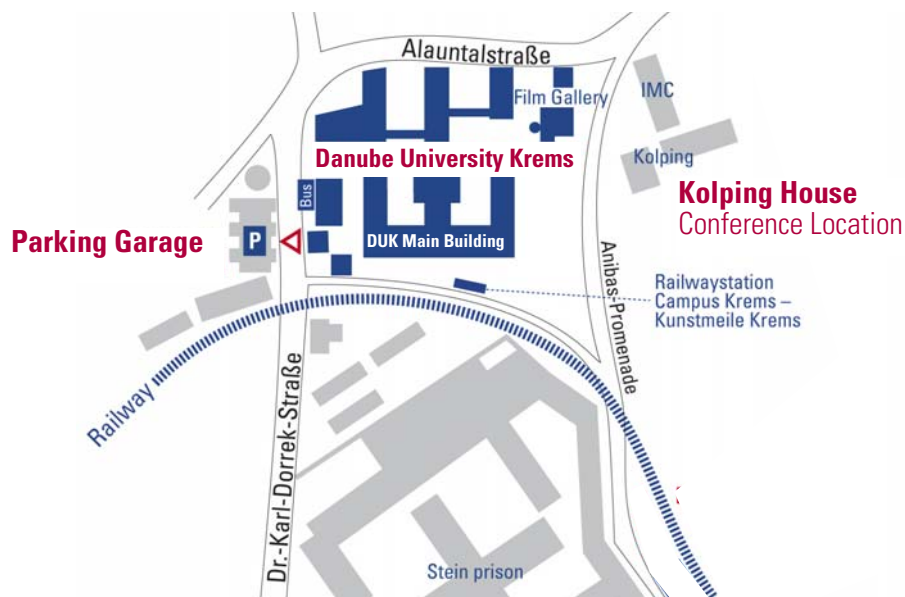 Alauntalstraße
Film Gallery
IMC
Danube University Krems
Kolping
Kolping House
Conference Location
Bus
Parking Garage
P
DUK Main Building
Anibas-Promenade
Railwaystation
Campus Krems –
Kunstmeile Krems
Railway
Dr.-Karl-Dorrek-Straße
Stein prison